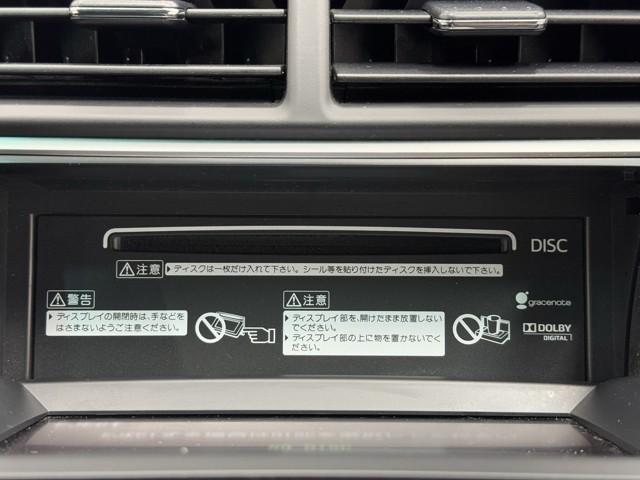 DISC
注意
ディスクは一枚だけ入れて下さい。シール等を貼り付けたディスクを挿入しないで下さい。
警告
ディスプレイの開閉時は、手などを
はさまないようご注意ください。
注意
ディスプレイ部を、開けたまま放置しない
でください。
ディスプレイ部の上に物を置かないでく
ださい。
gracenote
DOLBY
DIGITAL